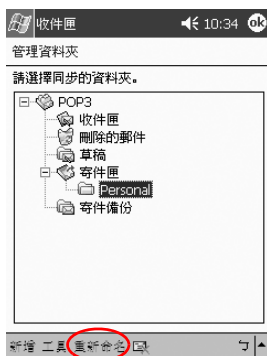 收件匣 10:34 ok
管理資料夾
請選擇同步的資料夾。
POP3
收件匣
刪除的郵件
草稿
寄件匣
Personal
寄件備份
新增 工具 重新命名 ㄅ